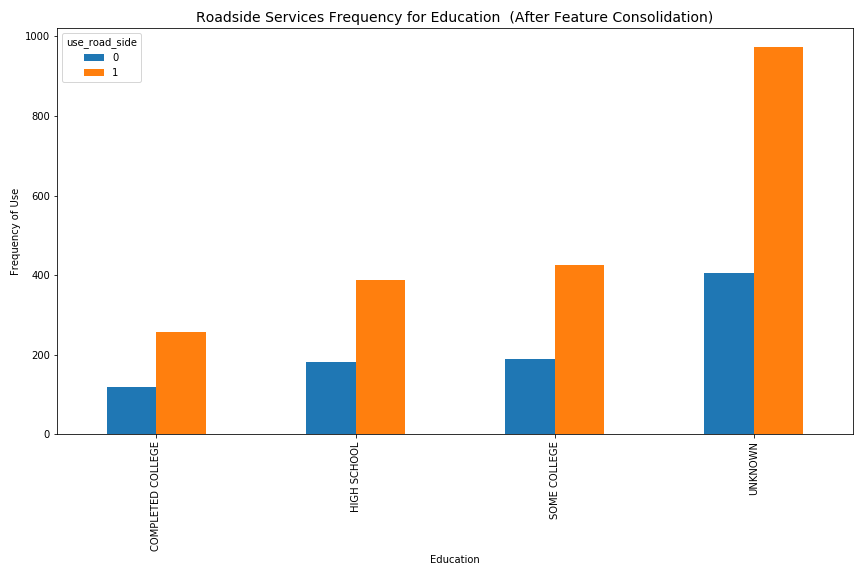 Roadside Services Frequency for Education  (After Feature Consolidation)
use_road_side
0
1
Frequency of Use
1000
800
600
400
200
0
COMPLETED COLLEGE
HIGH SCHOOL
SOME COLLEGE
UNKNOWN
Education